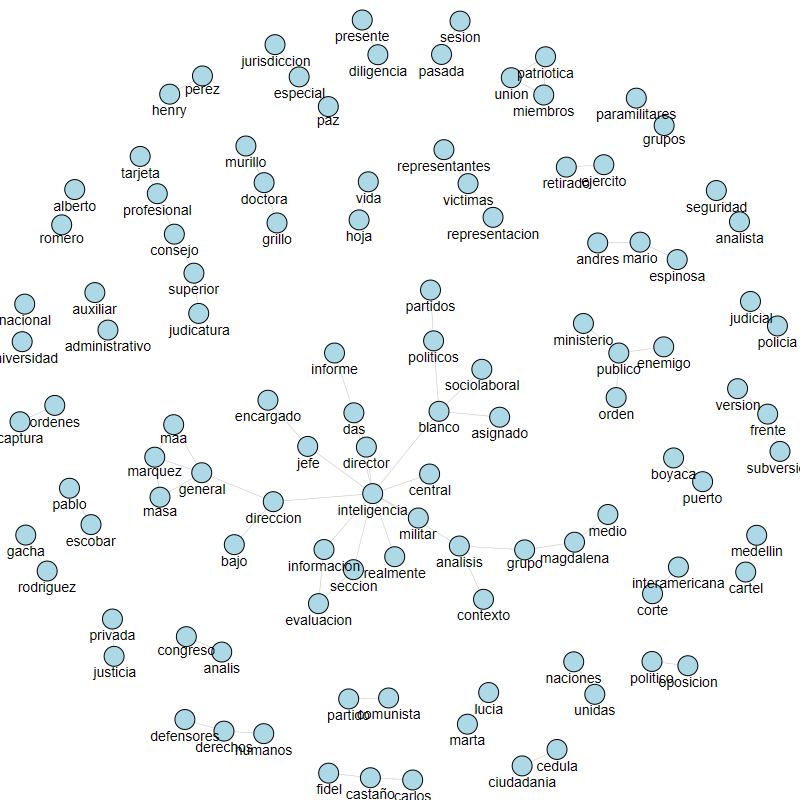 presente
sesion
jurisdiccion
diligencia
pasada
patriotica
perez
especial
union
henry
miembros
paramilitares
paz
grupos
murillo
representantes
tarjeta
retirado
ejercito
vida
doctora
victimas
alberto
profesional
seguridad
romero
grillo
hoja
representacion
analista
consejo
andres
mario
espinosa
superior
partidos
nacional
auxiliar
judicatura
judicial
ministerio
policia
administrativo
politicos
iversidad
informe
publico
enemigo
sociolaboral
version
encargado
orden
ordenes
das
blanco
asignado
frente
captura
maa
jefe
director
subversi
marquez
boyaca
general
central
puerto
pablo
masa
inteligencia
direccion
escobar
militar
medio
gacha
bajo
informacion
analisis
grupo
magdalena
medellin
rodriguez
seccion
realmente
interamericana
cartel
evaluacion
contexto
corte
privada
congreso
analis
justicia
naciones
politico
oposicion
partido
comunista
lucia
unidas
defensores
derechos
humanos
marta
cedula
ciudadania
fidel
castaño
carlos